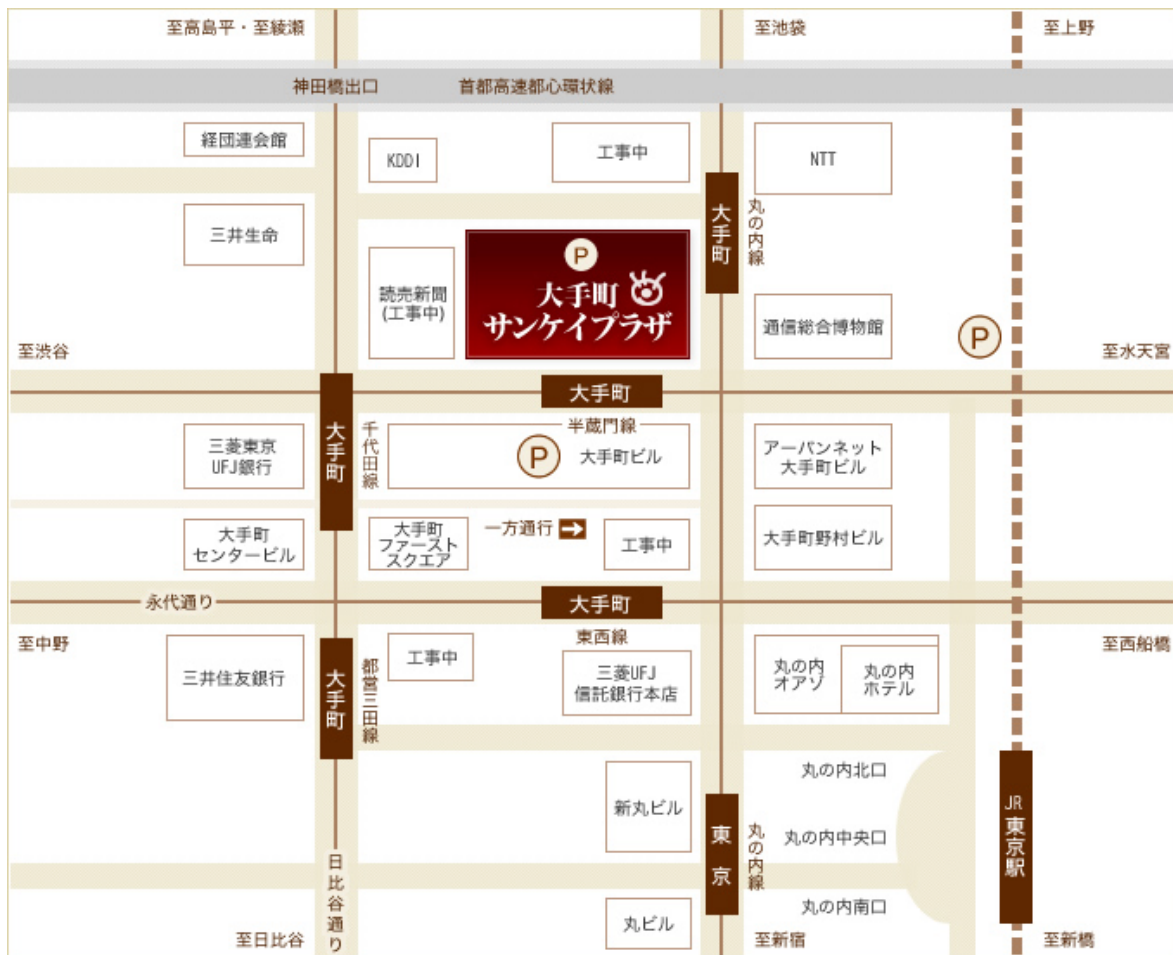 至高島平・至綾瀬
至池袋
至上野
神田橋出口
首都高速都心環状線
経団連会館
KDDI
工事中
NTT
大手町
丸の内線
三井生命
読売新聞
(工事中)
P
大手町
サンケイプラザ
通信総合博物館
P
至渋谷
至水天宮
大手町
大手町
千代田線
半蔵門線
三菱東京
UFJ銀行
P
大手町ビル
アーバンネット
大手町ビル
大手町
センタービル
大手町
ファースト
スクエア
一方通行
工事中
大手町野村ビル
永代通り
大手町
至中野
東西線
至西船橋
三井住友銀行
大手町
都営三田線
工事中
三菱UFJ
信託銀行本店
丸の内
オアゾ
丸の内
ホテル
新丸ビル
東京
丸の内線
丸の内北口
丸の内中央口
丸の内南口
JR東京駅
日比谷通り
丸ビル
至日比谷
至新宿
至新橋